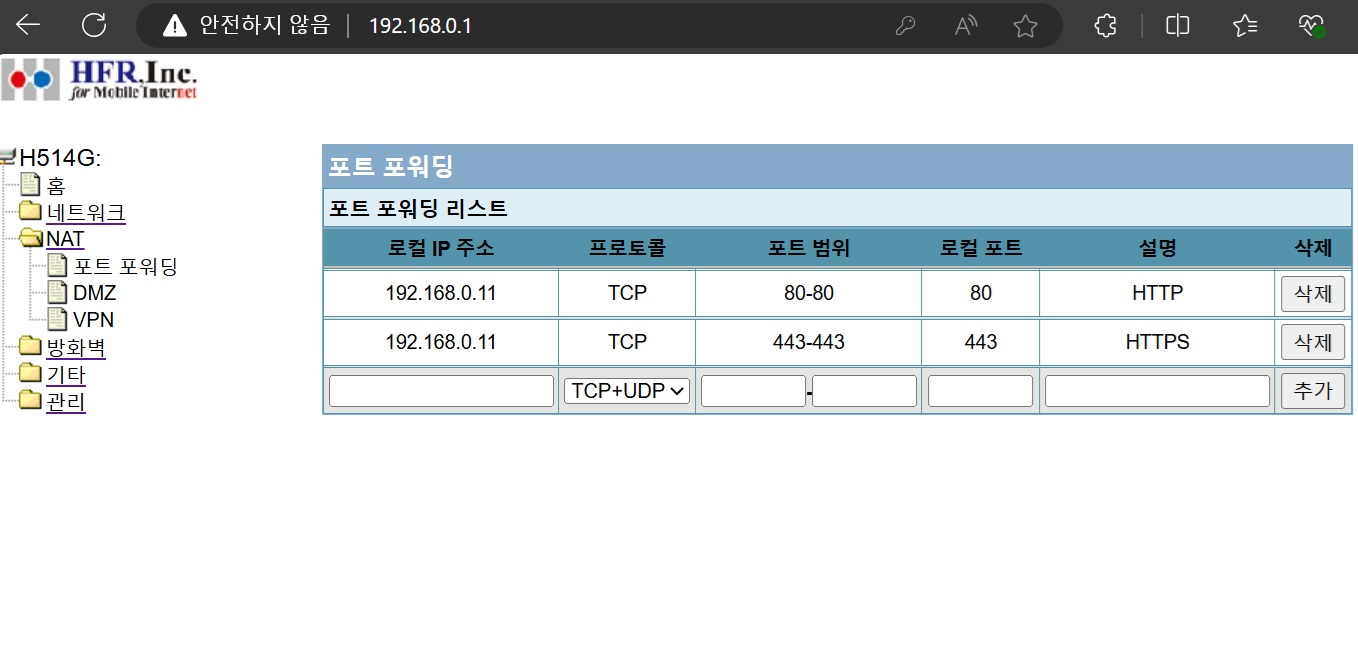 안전하지 않음 | 192.168.0.1
HFR,Inc.
for Mobile Internet
H514G:
홈
네트워크
NAT
포트 포워딩
DMZ
VPN
방화벽
기타
관리
포트 포워딩
포트 포워딩 리스트
로컬 IP 주소 프로토콜 포트 범위 로컬 포트 설명 삭제
192.168.0.11 TCP 80-80 80 HTTP 삭제
192.168.0.11 TCP 443-443 443 HTTPS 삭제
TCP+UDP - 추가